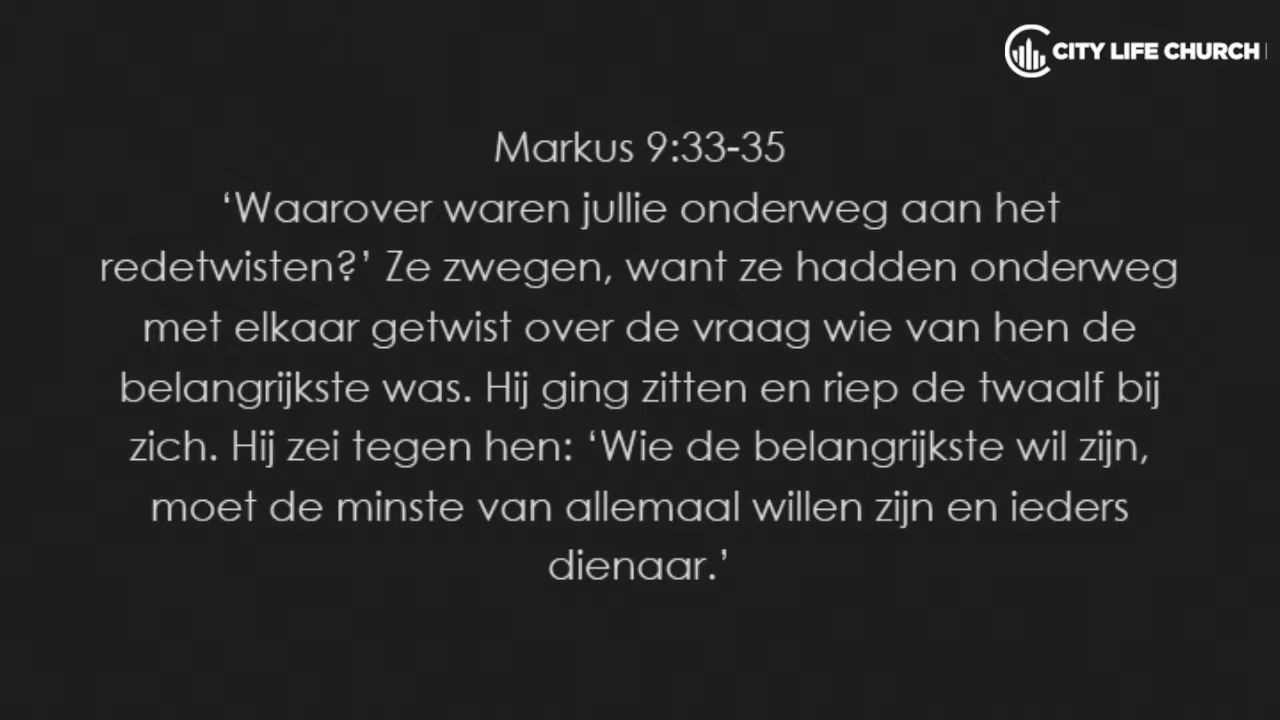 CITY LIFE CHURCH
Markus 9:33-35
‘Waarover waren jullie onderweg aan het
redetwisten?’ Ze zwegen, want ze hadden onderweg
met elkaar getwist over de vraag wie van hen de
belangrijkste was. Hij ging zitten en riep de twaalf bij
zich. Hij zei tegen hen: ‘Wie de belangrijkste wil zijn,
moet de minste van allemaal willen zijn en ieders
dienaar.’